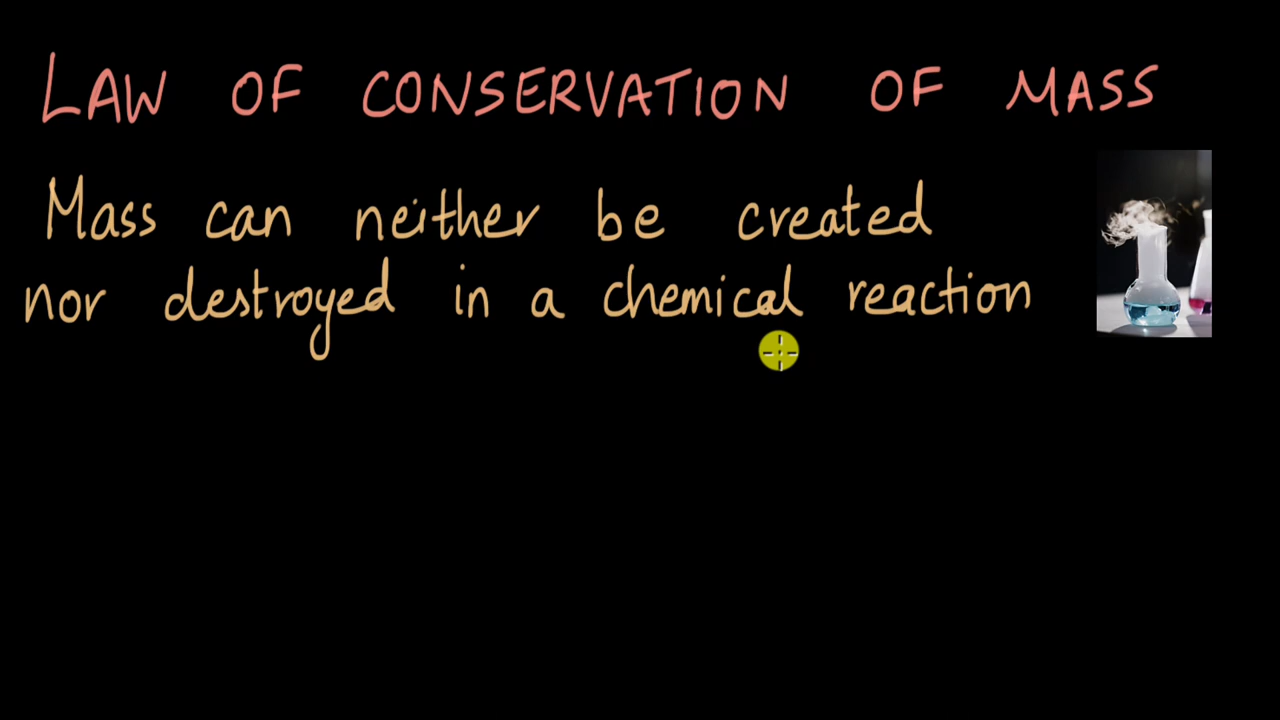 LAW OF CONSERVATION OF MASS
Mass can neither be created
nor destroyed in a chemical reaction